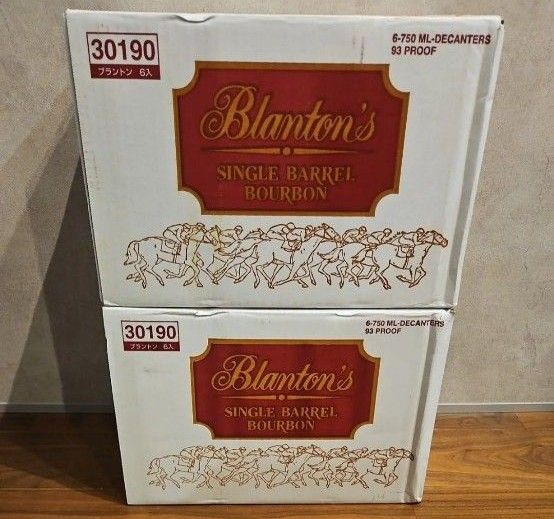 30190
ブラントン 6入
6-750 ML-DECANTERS
93 PROOF
Blanton's
SINGLE BARREL
BOURBON
30190
ブラントン 6入
6-750 ML-DECANTERS
93 PROOF
Blanton's
SINGLE BARREL
BOURBON